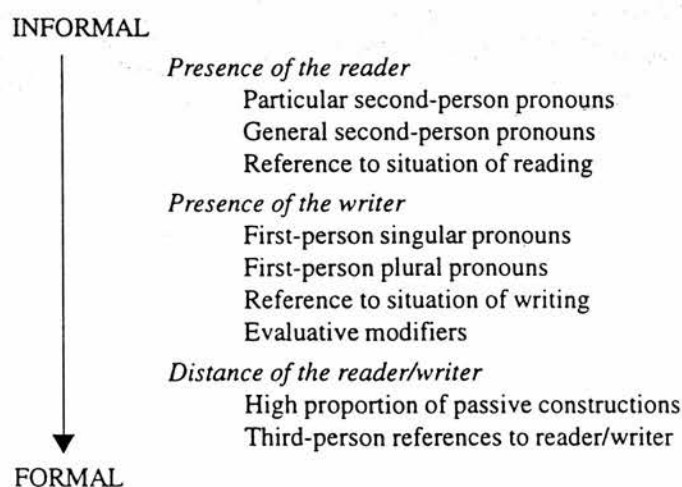 INFORMAL
Presence of the reader
Particular second-person pronouns
General second-person pronouns
Reference to situation of reading
Presence of the writer
First-person singular pronouns
First-person plural pronouns
Reference to situation of writing
Evaluative modifiers
Distance of the reader/writer
High proportion of passive constructions
Third-person references to reader/writer
FORMAL